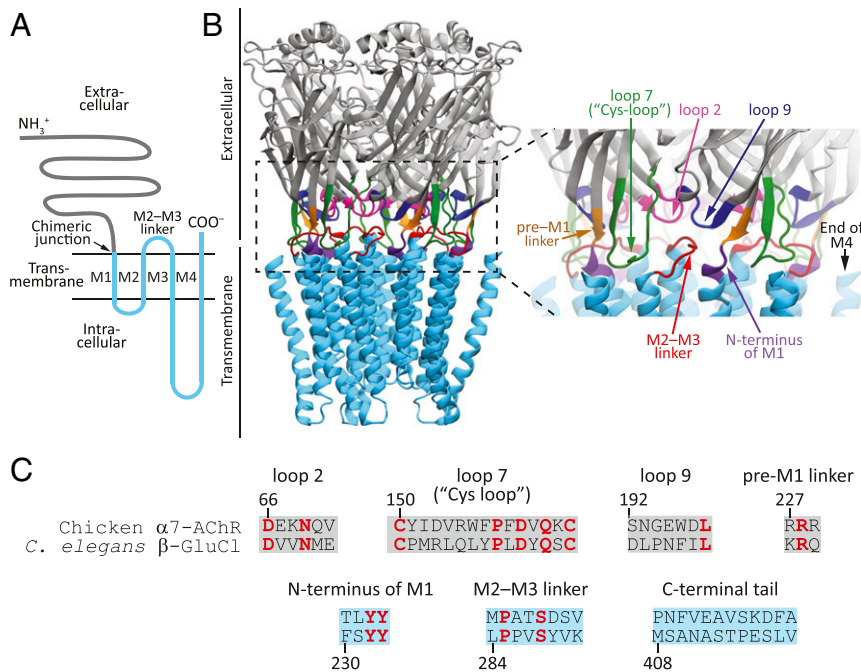 A
B
Extra-
cellular
NH3+
Chimeric
junction
M2–M3
linker
COO−
Trans-
membrane
M1
M2
M3
M4
Intra-
cellular
Extracellular
Transmembrane
loop 7
("Cys-loop")
loop 2
loop 9
pre–M1
linker
End of
M4
M2–M3
linker
N-terminus
of M1
C
loop 2
loop 7
("Cys loop")
loop 9
pre-M1 linker
66
150
192
227
Chicken α7-AChR DEKNQV CYIDVRWFPFDVQKC SNGEWDL RRR
C. elegans β-GluCl DVVNME CPMRLQLYPLDYQSC DLPNFIL KRQ
N-terminus of M1
M2–M3 linker
C-terminal tail
TLYYY MPATSDSV PNFVEAVSKDFA
FSYY LPPVSYVK MSANASTPESLV
230
284
408